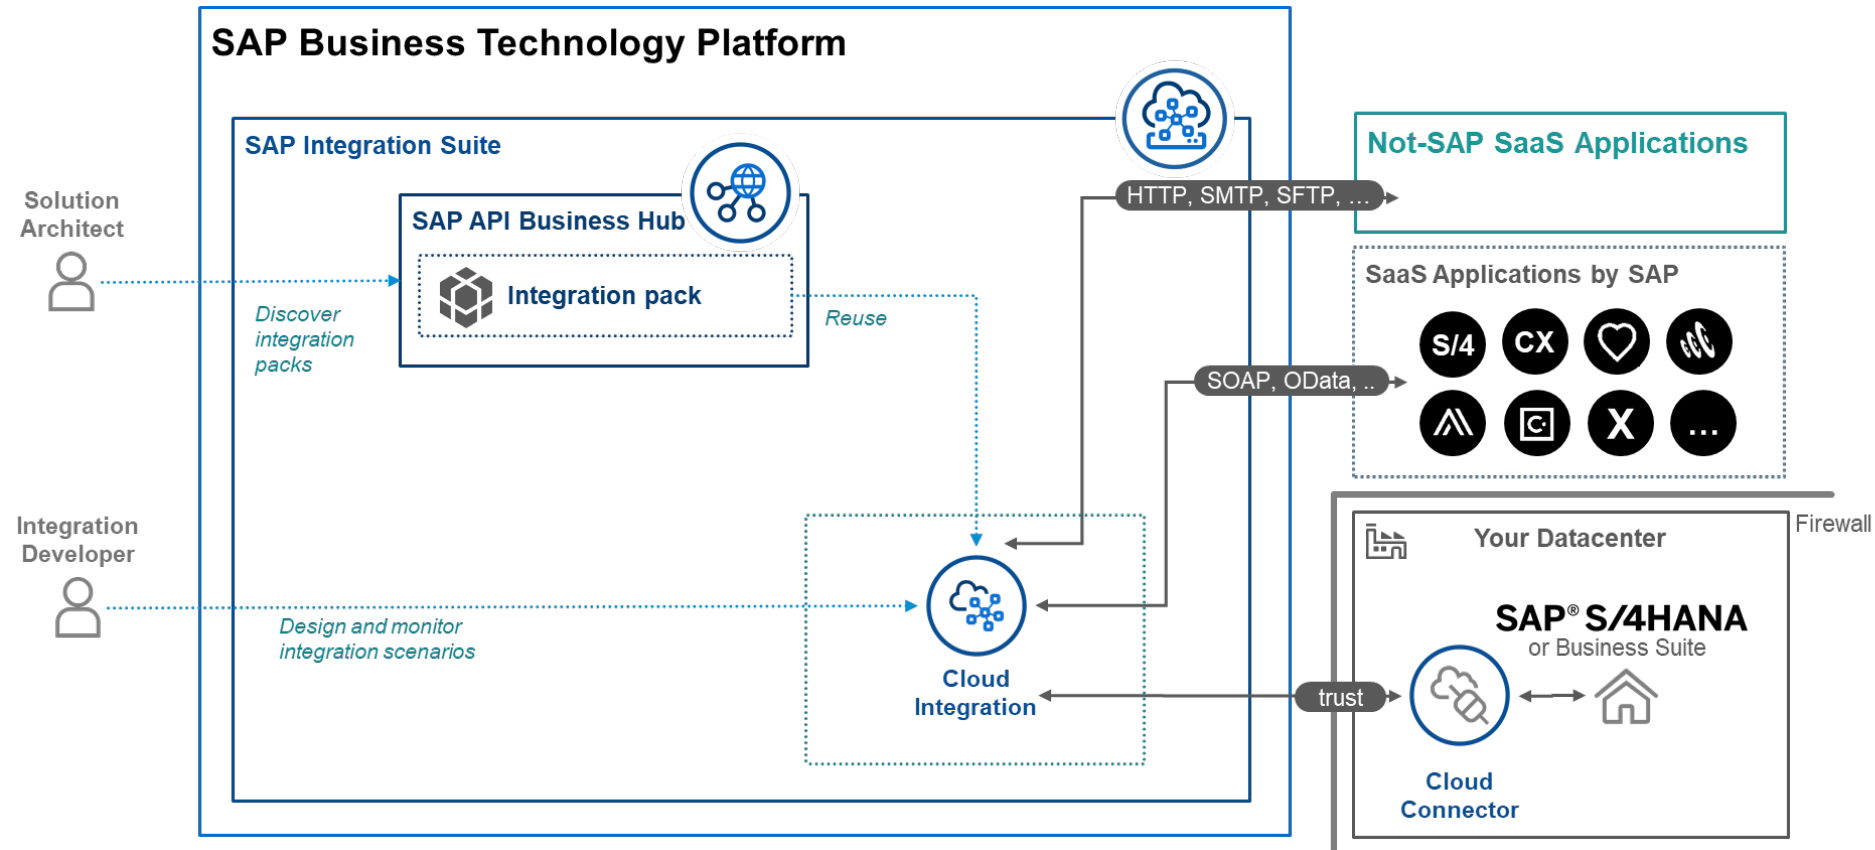 SAP Business Technology Platform
SAP Integration Suite
SAP API Business Hub
Integration pack
Solution
Architect
Discover
integration
packs
Reuse
Integration
Developer
Design and monitor
integration scenarios
Cloud
Integration
HTTP, SMTP, SFTP, ...
SOAP, OData, ..
trust
Not-SAP SaaS Applications
SaaS Applications by SAP
S/4
CX
C.
X
...
Firewall
Your Datacenter
SAP® S/4HANA
or Business Suite
Cloud
Connector